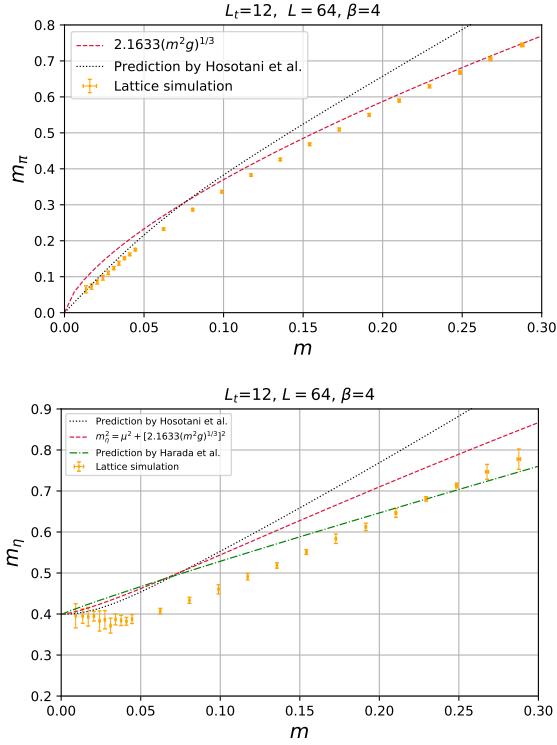 L_t=12, L = 64, β=4
2.1633(m²g)^{1/3}
Prediction by Hosotani et al.
Lattice simulation
m_π
0.8
0.7
0.6
0.5
0.4
0.3
0.2
0.1
0.0
0.00 0.05 0.10 0.15 0.20 0.25 0.30
m
L_t=12, L = 64, β=4
Prediction by Hosotani et al.
m_η² = μ² + [2.1633(m²g)^{1/3}]²
Prediction by Harada et al.
Lattice simulation
m_η
0.9
0.8
0.7
0.6
0.5
0.4
0.3
0.2
0.00 0.05 0.10 0.15 0.20 0.25 0.30
m